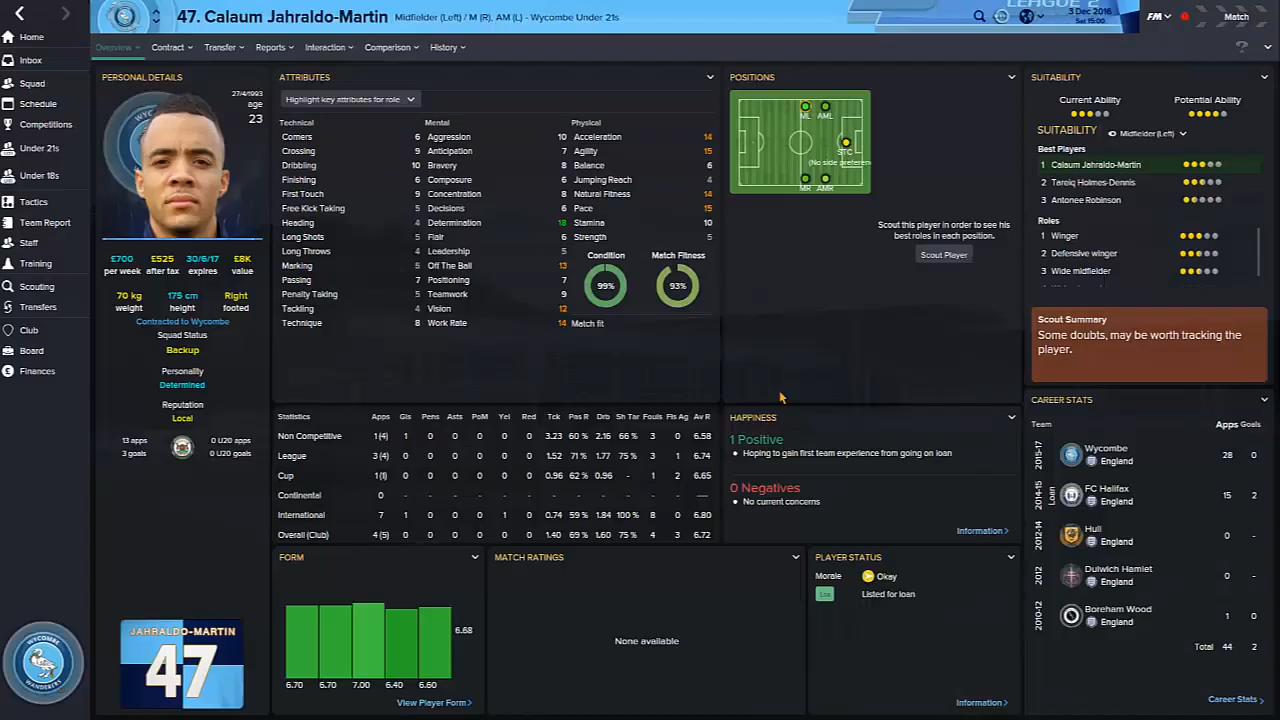 47. Calaum Jahraldo-Martin Midfielder (Left) / M (R), AM (L) - Wycombe Under 21s
LEAGUE 2
3 Dec 2016
Sat 15:00
FM
Match
Home
Inbox
Squad
Schedule
Competitions
Under 21s
Under 18s
Tactics
Team Report
Staff
Training
Scouting
Transfers
Club
Board
Finances
Overview Contract Transfer Reports Interaction Comparison History
PERSONAL DETAILS
27/4/1993
age
23
£700 £525 30/6/17 £8K
per week after tax expires value
70 kg 175 cm Right
weight height footed
Contracted to Wycombe
Squad Status
Backup
Personality
Determined
Reputation
Local
13 apps 0 U20 apps
3 goals 0 U20 goals
JAHRALDO-MARTIN
47
WYCOMBE
WANDERERS
ATTRIBUTES
Highlight key attributes for role
Technical Mental Physical
Corners 6 Aggression 10 Acceleration 14
Crossing 9 Anticipation 7 Agility 15
Dribbling 10 Bravery 8 Balance 6
Finishing 6 Composure 6 Jumping Reach 4
First Touch 9 Concentration 8 Natural Fitness 14
Free Kick Taking 5 Decisions 6 Pace 15
Heading 4 Determination 18 Stamina 10
Long Shots 5 Flair 6 Strength 5
Long Throws 4 Leadership 5
Marking 5 Off The Ball 13
Passing 7 Positioning 7
Penalty Taking 5 Teamwork 9
Tackling 4 Vision 12
Technique 8 Work Rate 14
Condition Match Fitness
99% 93%
Match fit
Statistics Apps Gls Pens Asts PoM Yel Red Tck Pas R Drb Sh Tar Fouls Fls Ag Av R
Non Competitive 1(4) 1 0 0 0 0 0 3.23 60 % 2.16 66 % 3 0 6.58
League 3 (4) 0 0 0 0 0 0 1.52 71 % 1.77 75 % 3 1 6.74
Cup 1(1) 0 0 0 0 0 0 0.96 62 % 0.96 - 1 2 6.65
Continental 0 - - - - - - - - - - - - ---
International 7 1 0 0 0 1 0 0.74 59 % 1.84 100 % 8 0 6.80
Overall (Club) 4 (5) 0 0 0 0 0 0 1.40 69 % 1.60 75 % 4 3 6.72
FORM
6.68
6.70 6.70 7.00 6.40 6.60
View Player Form>
MATCH RATINGS
None available
POSITIONS
ML AML
STC
(No side preferen
MR AMR
Scout this player in order to see his
best roles in each position.
Scout Player
HAPPINESS
1 Positive
• Hoping to gain first team experience from going on loan
0 Negatives
• No current concerns
Information>
PLAYER STATUS
Morale Okay
Loa Listed for loan
Information>
SUITABILITY
Current Ability Potential Ability
SUITABILITY Midfielder (Left)
Best Players
1 Calaum Jahraldo-Martin
2 Tareiq Holmes-Dennis
3 Antonee Robinson
Roles
1 Winger
2 Defensive winger
3 Wide midfielder
Scout Summary
Some doubts, may be worth tracking the
player.
CAREER STATS
Team Apps Goals
2015-17 Wycombe England 28 0
2014-15 Loan FC Halifax England 15 2
2012-14 Hull England 0 -
2012 Dulwich Hamlet England 0 -
2010-12 Boreham Wood England 1 0
Total 44 2
Career Stats >